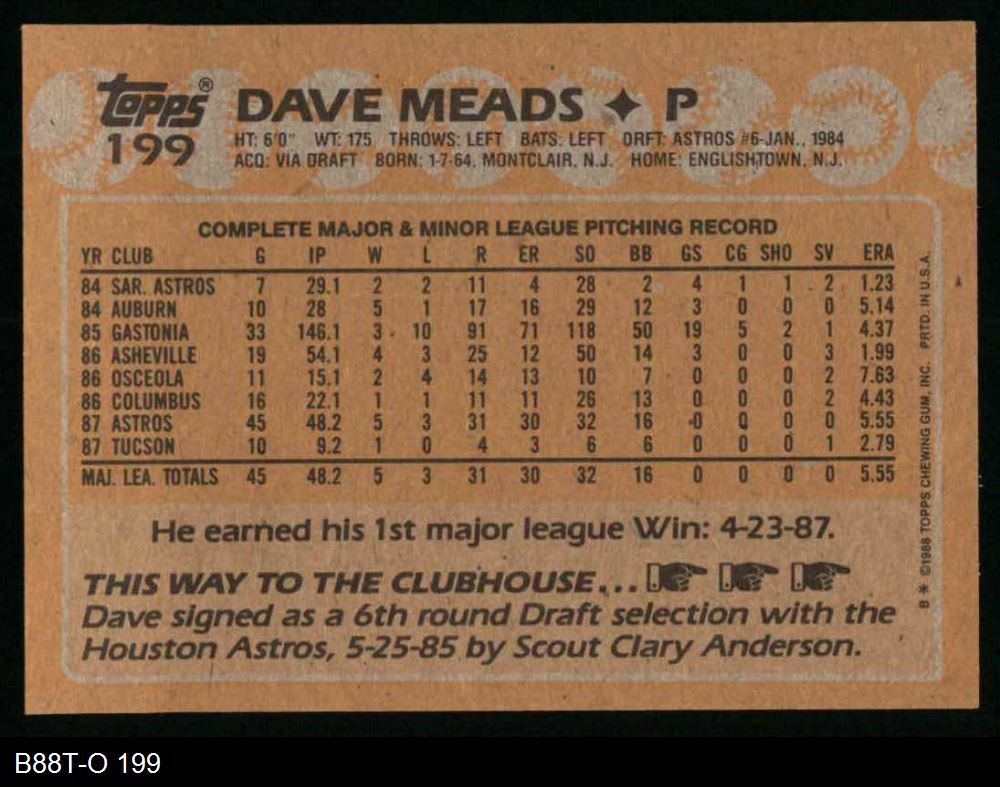 topps® DAVE MEADS ✦ P
199 HT: 6'0" WT: 175 THROWS: LEFT BATS: LEFT DRFT: ASTROS #6-JAN., 1984
ACQ: VIA DRAFT BORN: 1-7-64, MONTCLAIR, N.J. HOME: ENGLISHTOWN, N.J.
COMPLETE MAJOR & MINOR LEAGUE PITCHING RECORD
YR CLUB G IP W L R ER SO BB GS CG SHO SV ERA
84 SAR. ASTROS 7 29.1 2 2 11 4 28 2 4 1 1 2 1.23
84 AUBURN 10 28 5 1 17 16 29 12 3 0 0 0 5.14
85 GASTONIA 33 146.1 3 10 91 71 118 50 19 5 2 1 4.37
86 ASHEVILLE 19 54.1 4 3 25 12 50 14 3 0 0 3 1.99
86 OSCEOLA 11 15.1 2 4 14 13 10 7 0 0 0 2 7.63
86 COLUMBUS 16 22.1 1 1 11 11 26 13 0 0 0 2 4.43
87 ASTROS 45 48.2 5 3 31 30 32 16 0 0 0 0 5.55
87 TUCSON 10 9.2 1 0 4 3 6 6 0 0 0 1 2.79
MAJ. LEA. TOTALS 45 48.2 5 3 31 30 32 16 0 0 0 0 5.55
He earned his 1st major league Win: 4-23-87.
THIS WAY TO THE CLUBHOUSE...
Dave signed as a 6th round Draft selection with the
Houston Astros, 5-25-85 by Scout Clary Anderson.
B * ©1988 TOPPS CHEWING GUM, INC. PRTD. IN U.S.A.
B88T-O 199